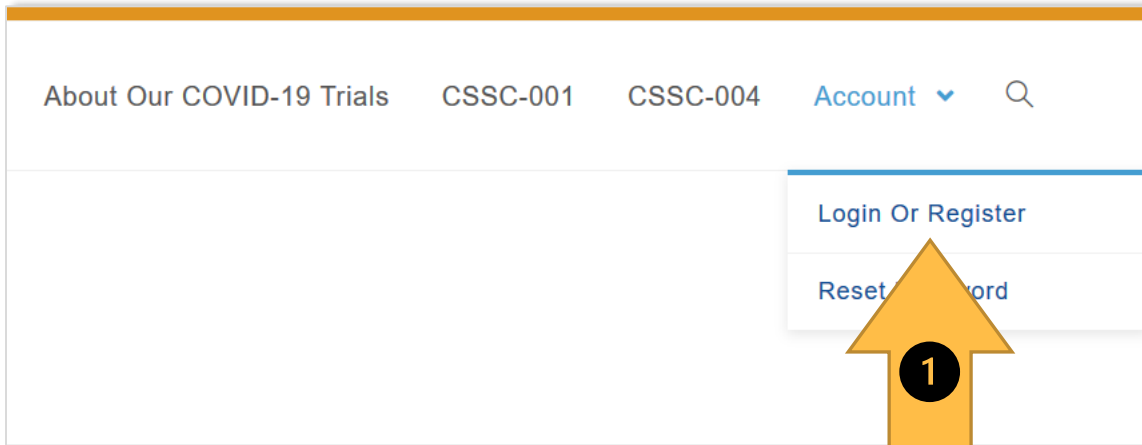 About Our COVID-19 Trials CSSC-001 CSSC-004 Account
Login Or Register
Reset
1